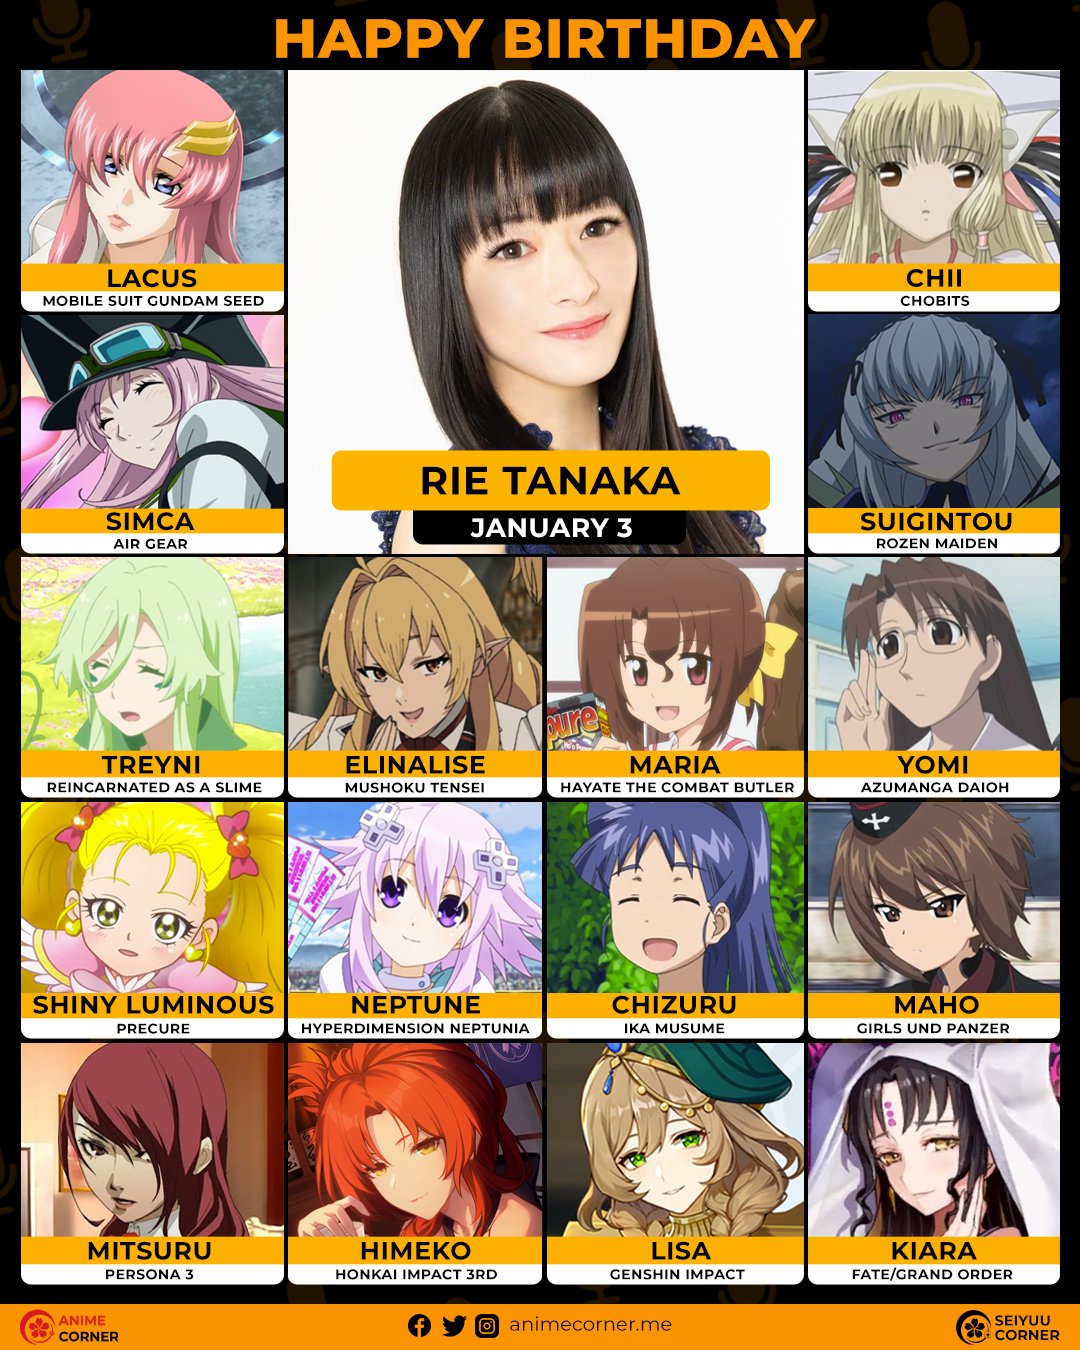 HAPPY BIRTHDAY
LACUS
MOBILE SUIT GUNDAM SEED
CHII
CHOBITS
SIMCA
AIR GEAR
RIE TANAKA
JANUARY 3
SUIGINTOU
ROZEN MAIDEN
TREYNI
REINCARNATED AS A SLIME
ELINALISE
MUSHOKU TENSEI
pure
MARIA
HAYATE THE COMBAT BUTLER
YOMI
AZUMANGA DAIOH
SHINY LUMINOUS
PRECURE
NEPTUNE
HYPERDIMENSION NEPTUNIA
CHIZURU
IKA MUSUME
MAHO
GIRLS UND PANZER
MITSURU
PERSONA 3
HIMEKO
HONKAI IMPACT 3RD
LISA
GENSHIN IMPACT
KIARA
FATE/GRAND ORDER
ANIME
CORNER
animecorner.me
SEIYUU
CORNER